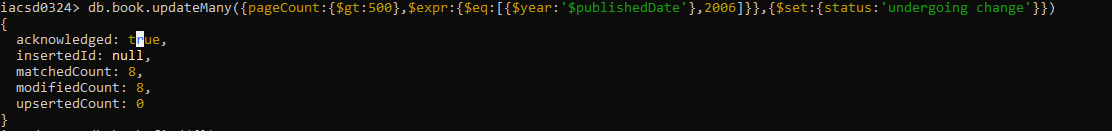 iacsd0324> db.book.updateMany({pageCount:{$gt:500},$expr:{$eq:[{$year:'$publishedDate'},2006]}},{$set:{status:'undergoing change'}})
{
  acknowledged: true,
  insertedId: null,
  matchedCount: 8,
  modifiedCount: 8,
  upsertedCount: 0
}